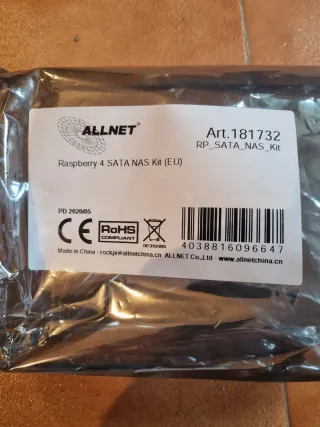 ALLNET®
Art.181732
RP_SATA_NAS_Kit
Raspberry 4 SATA NAS Kit (EU)
PD 2020/05
CE
RoHS
COMPLIANT
4038816096647
Made in China - rockpi@allnetchina.cn ALLNET Co.,Ltd - www.allnetchina.cn